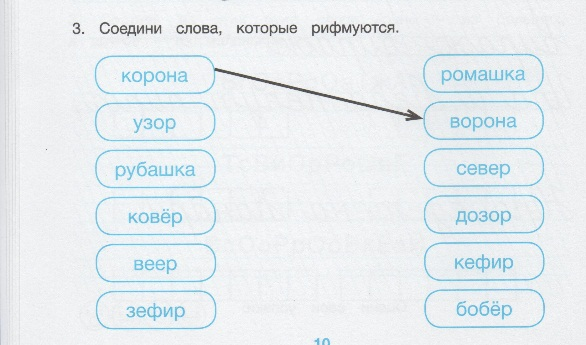 3. Соедини слова, которые рифмуются.
корона ромашка
узор ворона
рубашка север
ковёр дозор
веер кефир
зефир бобёр
10